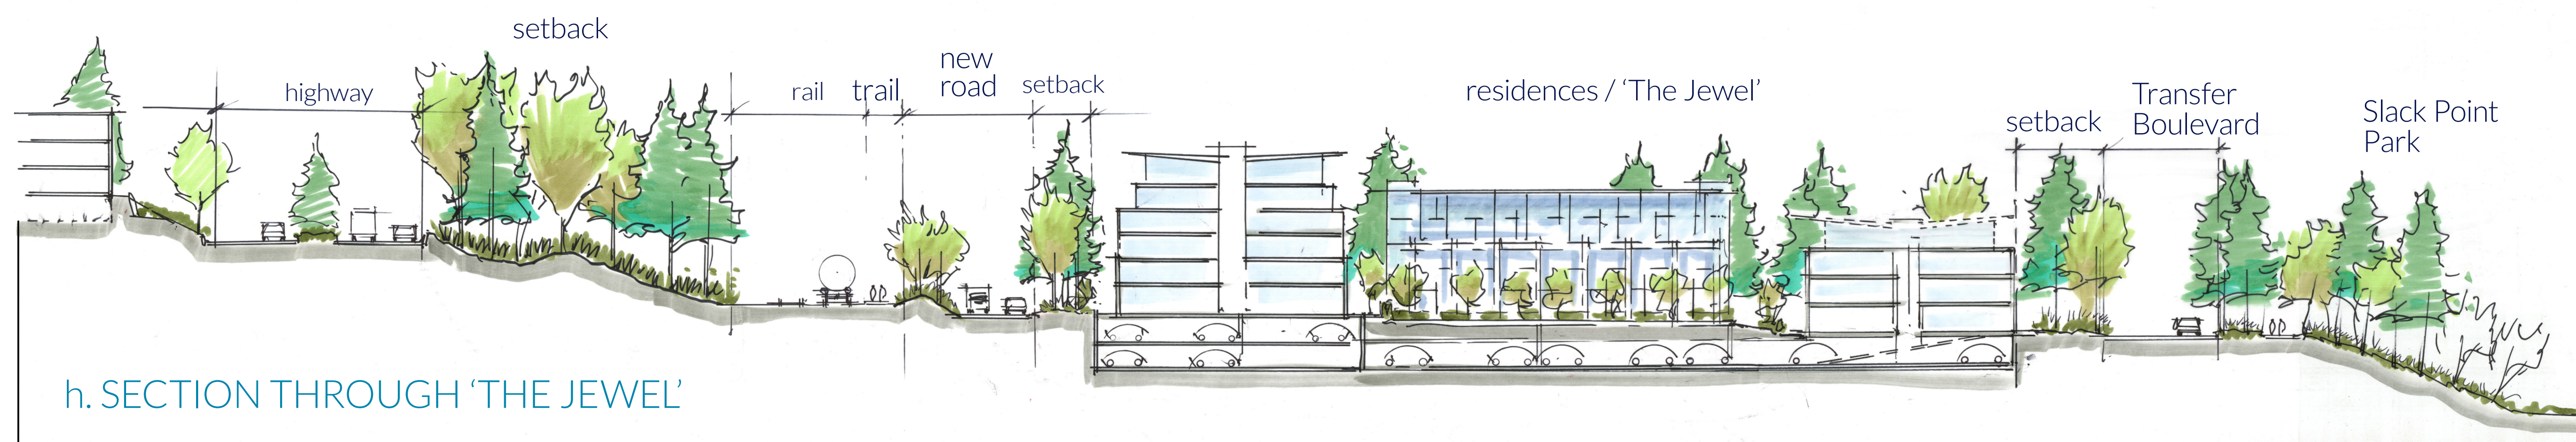 setback
highway
rail
trail
new
road
setback
residences / ‘The Jewel’
setback
Transfer
Boulevard
Slack Point
Park
h. SECTION THROUGH ‘THE JEWEL’